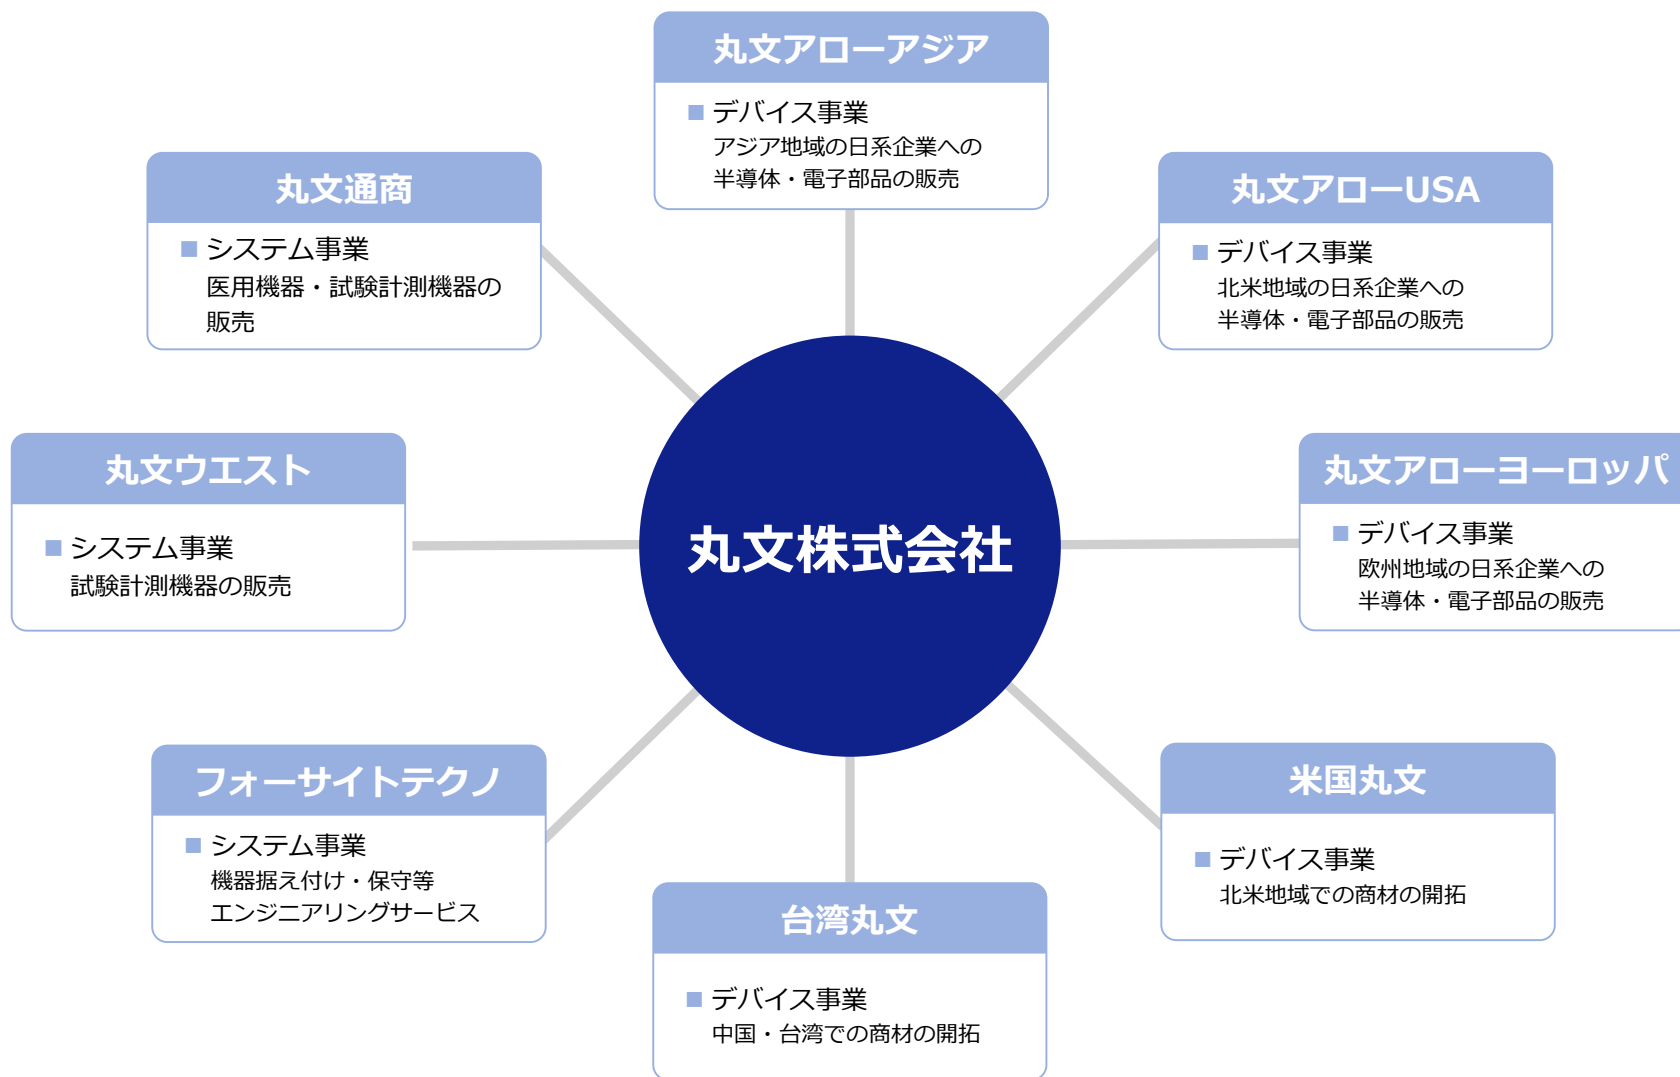 丸文アローアジア
■ デバイス事業
アジア地域の日系企業への
半導体・電子部品の販売
丸文通商
■ システム事業
医用機器・試験計測機器の
販売
丸文アローUSA
■ デバイス事業
北米地域の日系企業への
半導体・電子部品の販売
丸文ウエスト
■ システム事業
試験計測機器の販売
丸文株式会社
丸文アローヨーロッパ
■ デバイス事業
欧州地域の日系企業への
半導体・電子部品の販売
フォーサイトテクノ
■ システム事業
機器据え付け・保守等
エンジニアリングサービス
米国丸文
■ デバイス事業
北米地域での商材の開拓
台湾丸文
■ デバイス事業
中国・台湾での商材の開拓